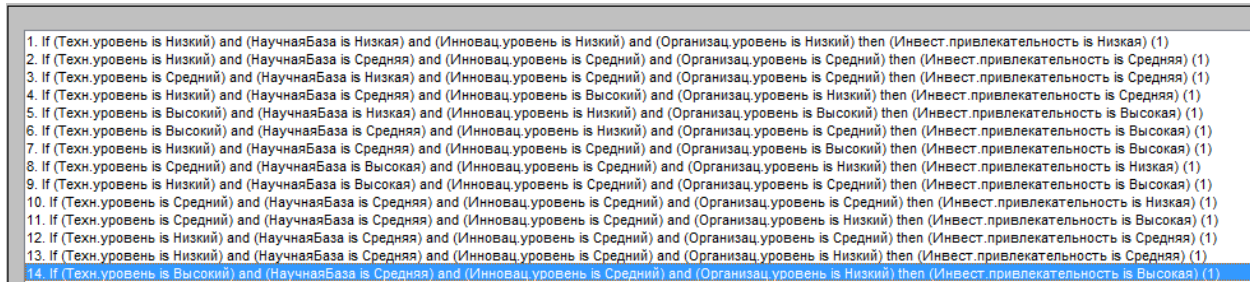 1. If (Техн.уровень is Низкий) and (НаучнаяБаза is Низкая) and (Инновац.уровень is Низкий) and (Организац.уровень is Низкий) then (Инвест.привлекательность is Низкая) (1)
2. If (Техн.уровень is Низкий) and (НаучнаяБаза is Средняя) and (Инновац.уровень is Средний) and (Организац.уровень is Средний) then (Инвест.привлекательность is Средняя) (1)
3. If (Техн.уровень is Средний) and (НаучнаяБаза is Низкая) and (Инновац.уровень is Средний) and (Организац.уровень is Средний) then (Инвест.привлекательность is Средняя) (1)
4. If (Техн.уровень is Низкий) and (НаучнаяБаза is Средняя) and (Инновац.уровень is Высокий) and (Организац.уровень is Низкий) then (Инвест.привлекательность is Средняя) (1)
5. If (Техн.уровень is Высокий) and (НаучнаяБаза is Низкая) and (Инновац.уровень is Низкий) and (Организац.уровень is Высокий) then (Инвест.привлекательность is Высокая) (1)
6. If (Техн.уровень is Высокий) and (НаучнаяБаза is Средняя) and (Инновац.уровень is Низкий) and (Организац.уровень is Средний) then (Инвест.привлекательность is Высокая) (1)
7. If (Техн.уровень is Низкий) and (НаучнаяБаза is Средняя) and (Инновац.уровень is Средний) and (Организац.уровень is Высокий) then (Инвест.привлекательность is Высокая) (1)
8. If (Техн.уровень is Средний) and (НаучнаяБаза is Высокая) and (Инновац.уровень is Средний) and (Организац.уровень is Низкий) then (Инвест.привлекательность is Низкая) (1)
9. If (Техн.уровень is Низкий) and (НаучнаяБаза is Высокая) and (Инновац.уровень is Средний) and (Организац.уровень is Средний) then (Инвест.привлекательность is Высокая) (1)
10. If (Техн.уровень is Средний) and (НаучнаяБаза is Средняя) and (Инновац.уровень is Средний) and (Организац.уровень is Средний) then (Инвест.привлекательность is Низкая) (1)
11. If (Техн.уровень is Средний) and (НаучнаяБаза is Средняя) and (Инновац.уровень is Средний) and (Организац.уровень is Низкий) then (Инвест.привлекательность is Высокая) (1)
12. If (Техн.уровень is Низкий) and (НаучнаяБаза is Средняя) and (Инновац.уровень is Средний) and (Организац.уровень is Средний) then (Инвест.привлекательность is Средняя) (1)
13. If (Техн.уровень is Низкий) and (НаучнаяБаза is Средняя) and (Инновац.уровень is Средний) and (Организац.уровень is Низкий) then (Инвест.привлекательность is Средняя) (1)
14. If (Техн.уровень is Высокий) and (НаучнаяБаза is Средняя) and (Инновац.уровень is Средний) and (Организац.уровень is Низкий) then (Инвест.привлекательность is Высокая) (1)